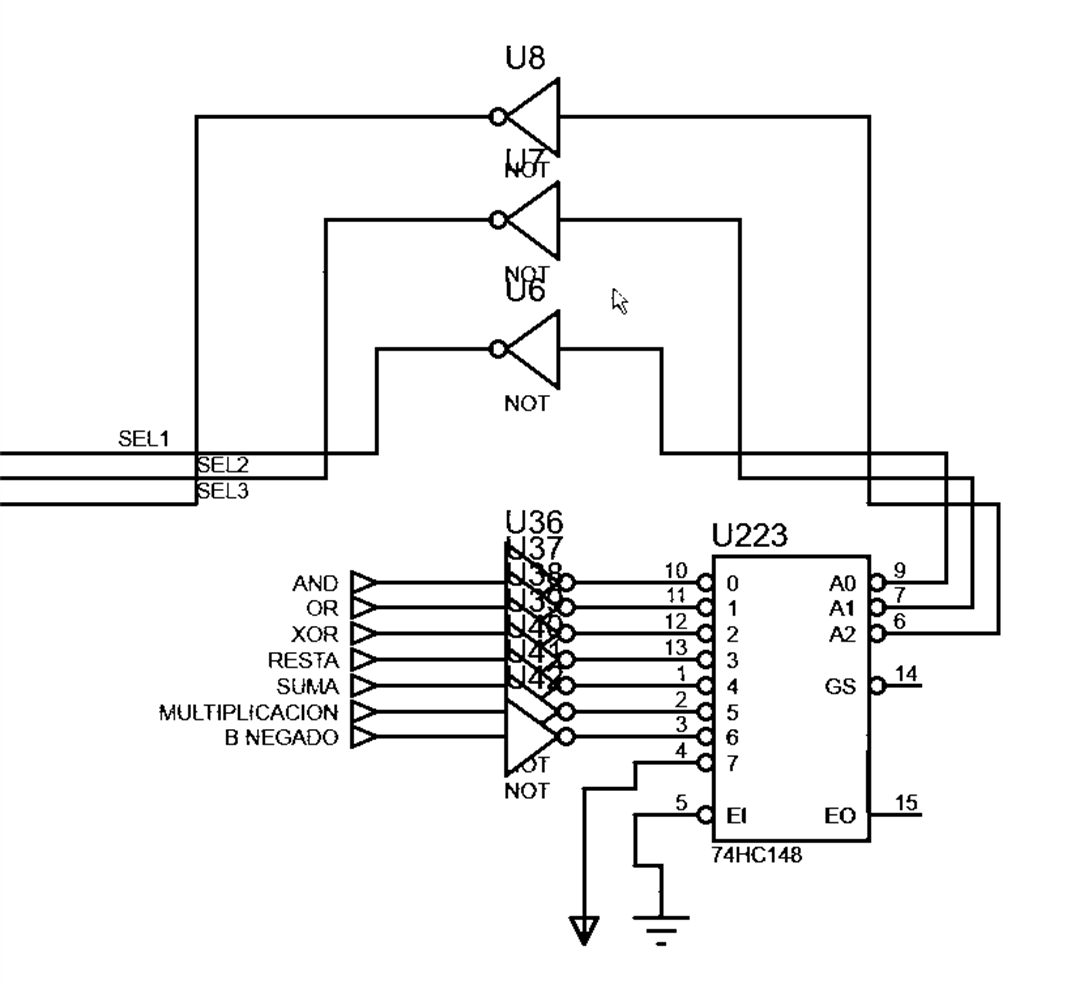 U8
NOT
U7
NOT
U6
NOT
SEL1
SEL2
SEL3
U36
U37
U38
U223
AND 10 0 A0 9
OR 11 1 A1 7
XOR 12 2 A2 6
RESTA 13 3
SUMA 1 4 GS 14
MULTIPLICACION 2 5
B NEGADO 3 6
4 7
NOT
NOT
5 EI EO 15
74HC148